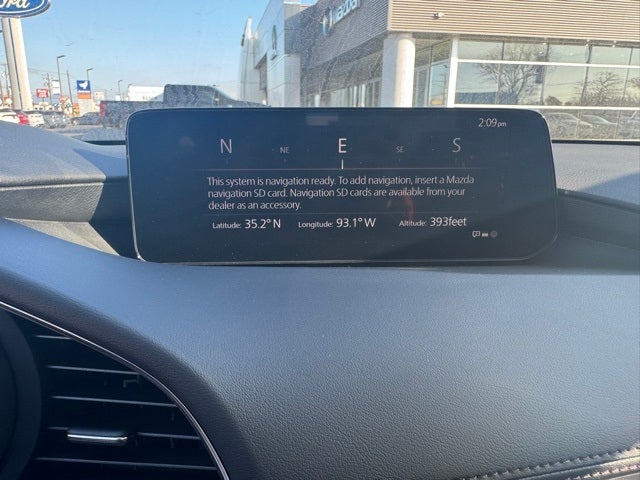 Ford
mazda
2:09pm
N NE E SE S
This system is navigation ready. To add navigation, insert a Mazda
navigation SD card. Navigation SD cards are available from your
dealer as an accessory.
Latitude: 35.2° N Longitude: 93.1° W Altitude: 393feet